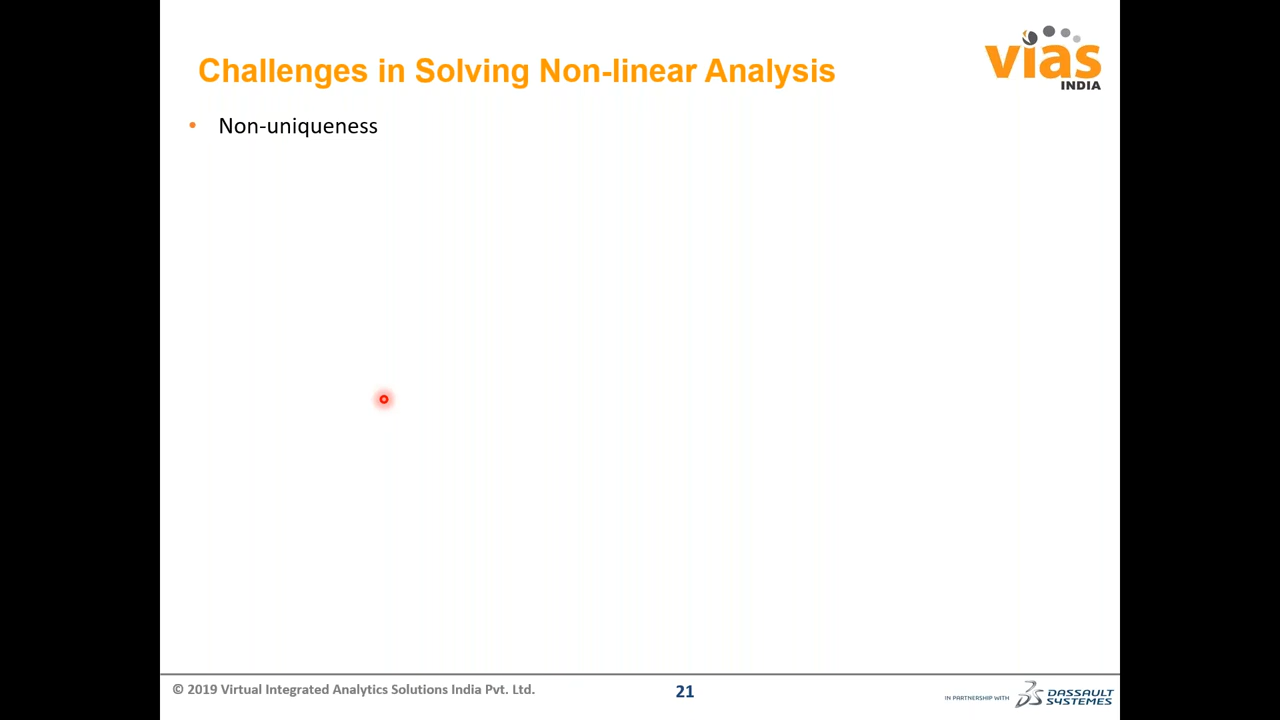 vias
INDIA
Challenges in Solving Non-linear Analysis
• Non-uniqueness
© 2019 Virtual Integrated Analytics Solutions India Pvt. Ltd.
21
IN PARTNERSHIP WITH
DASSAULT
SYSTEMES